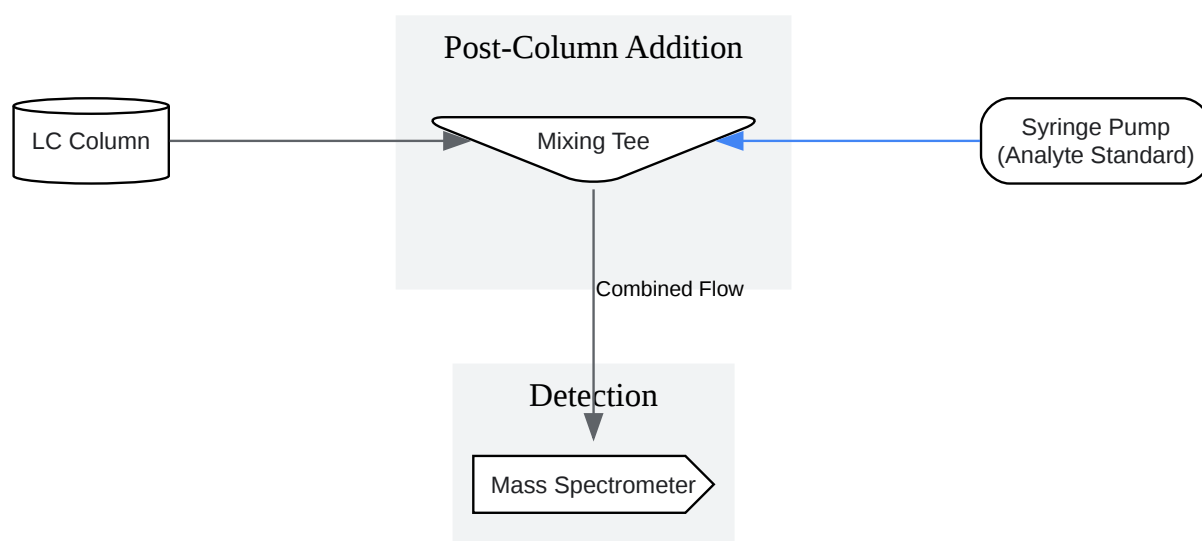 Post-Column Addition
LC Column
Mixing Tee
Syringe Pump
(Analyte Standard)
Combined Flow
Detection
Mass Spectrometer